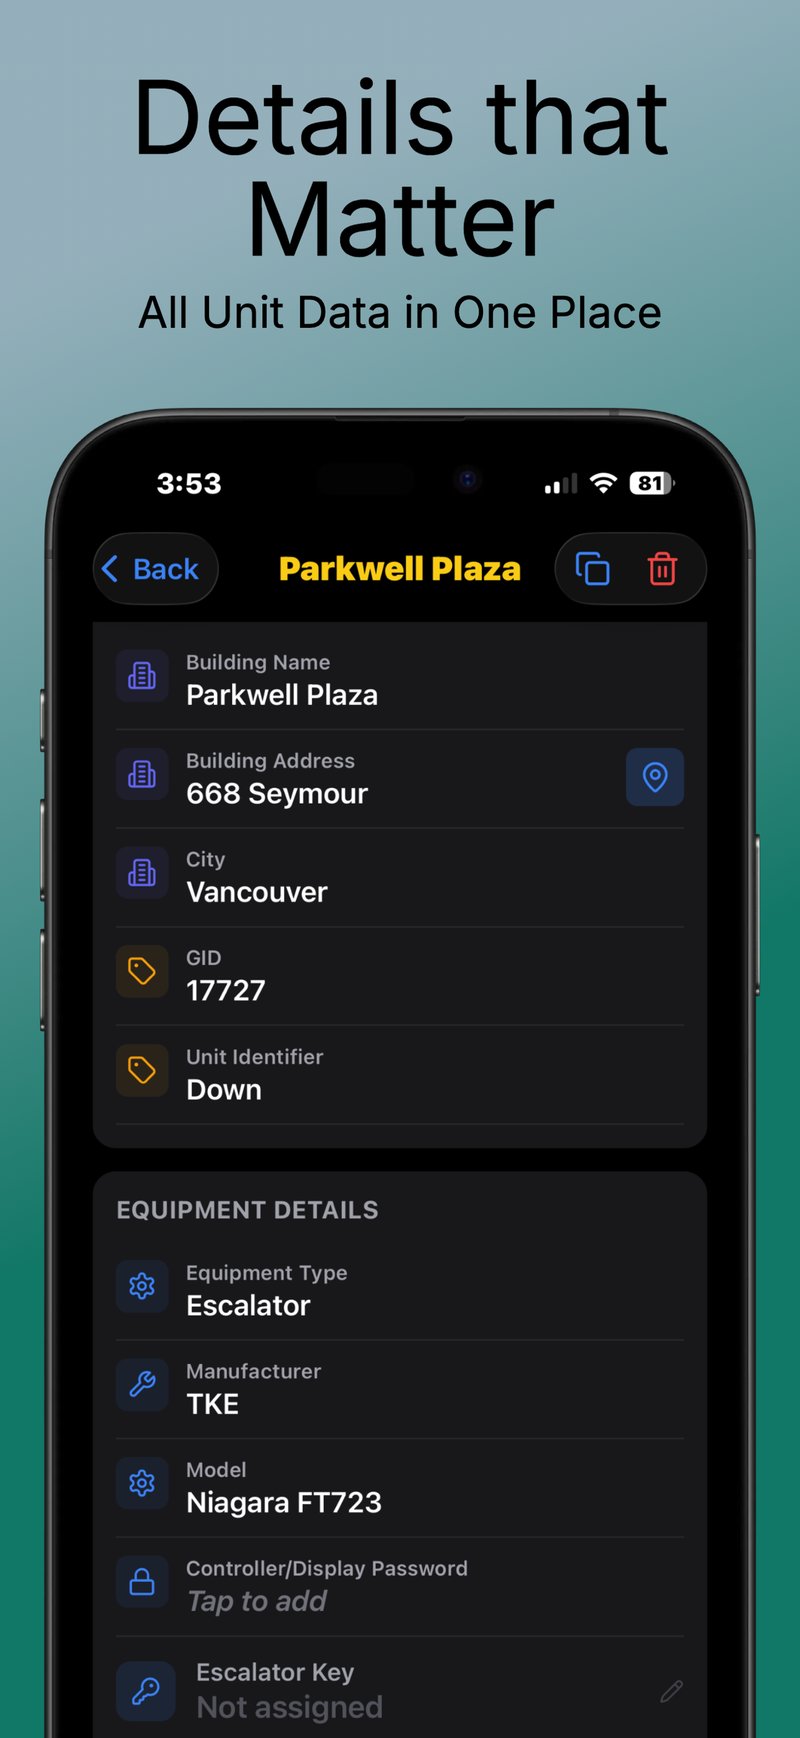 Details that
Matter
All Unit Data in One Place
3:53
81
Back
Parkwell Plaza
Building Name
Parkwell Plaza
Building Address
668 Seymour
City
Vancouver
GID
17727
Unit Identifier
Down
EQUIPMENT DETAILS
Equipment Type
Escalator
Manufacturer
TKE
Model
Niagara FT723
Controller/Display Password
Tap to add
Escalator Key
Not assigned